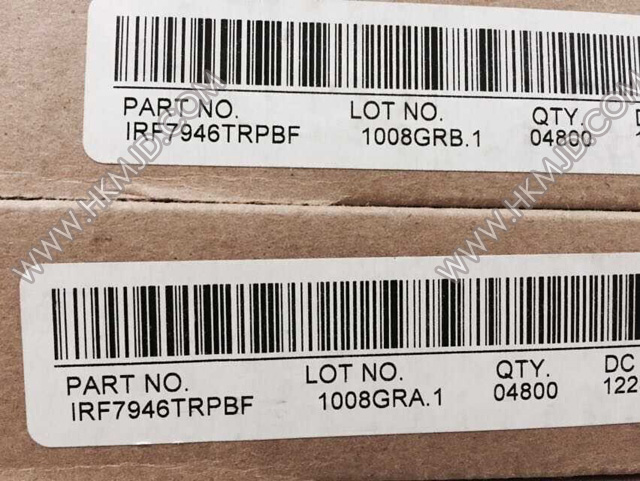 PART NO. LOT NO. QTY.
IRF7946TRPBF 1008GRB.1 04800
PART NO. LOT NO. QTY. DC
IRF7946TRPBF 1008GRA.1 04800 122
WWW.HKMJD.COM
WWW.HKMJD.COM